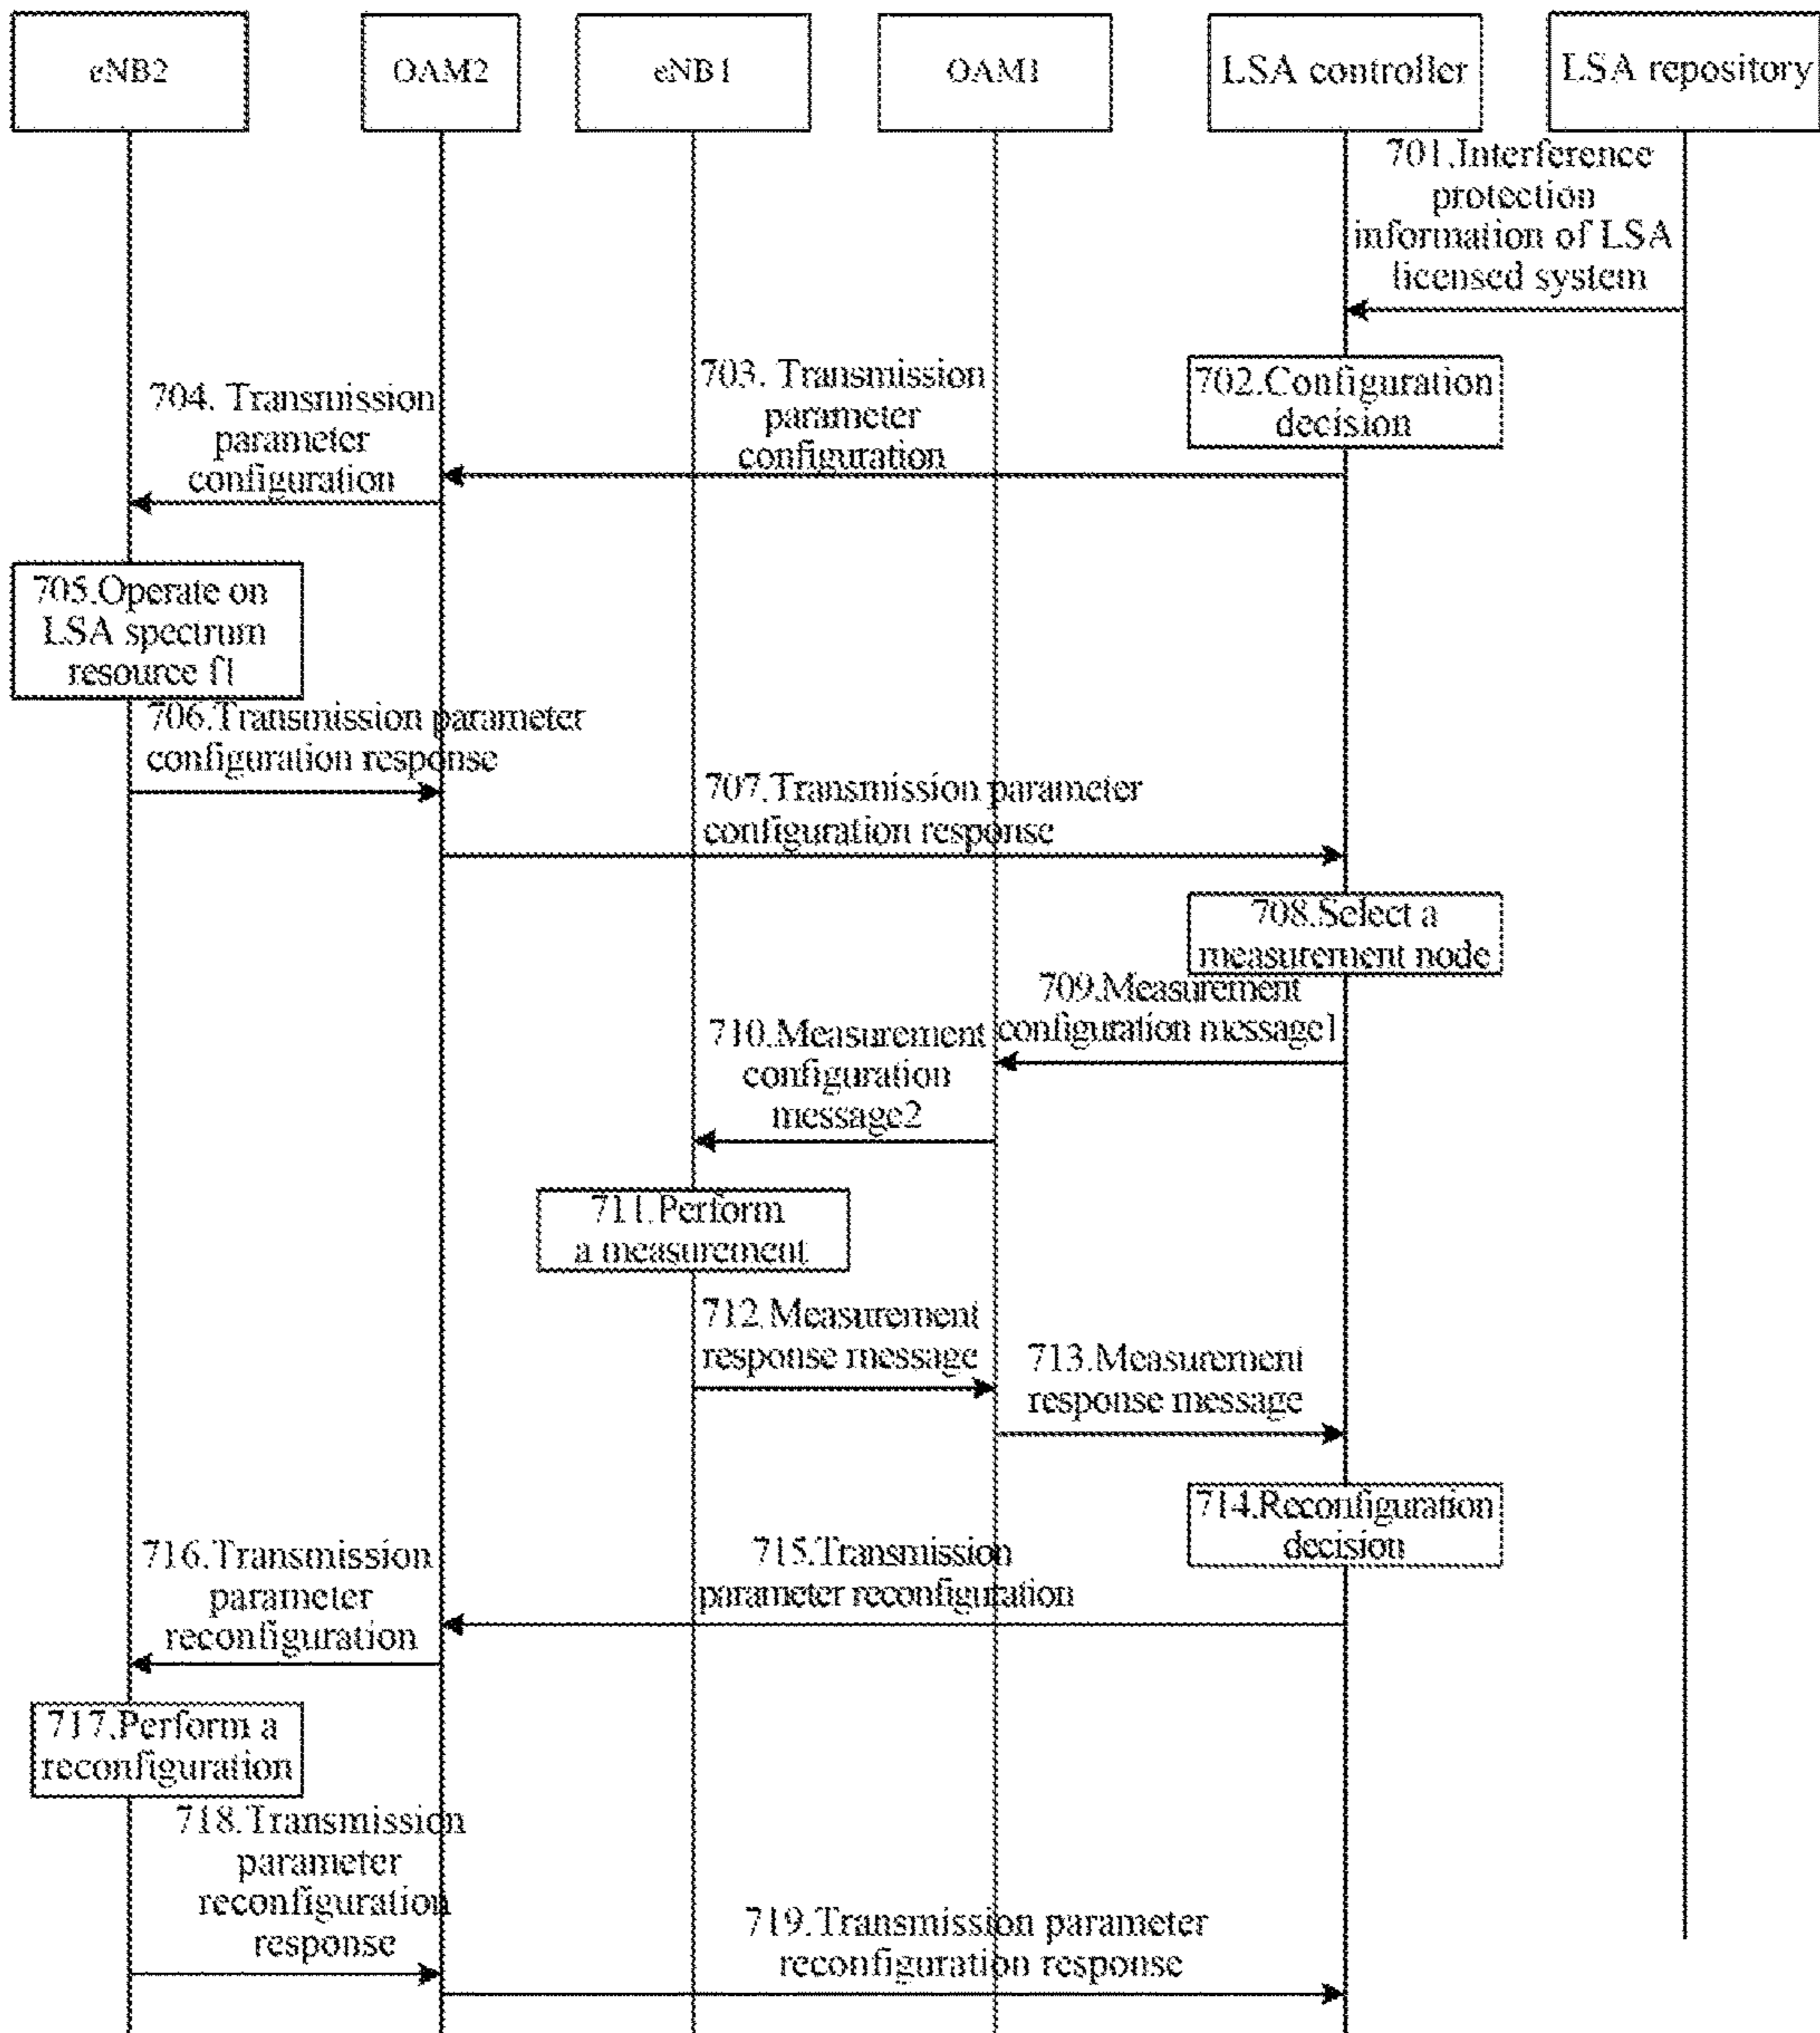 eNB2
OAM2
eNB1
OAM1
LSA controller
LSA repository
701.Interference
protection
information of LSA
licensed system
702.Configuration
decision
703. Transmission
parameter
configuration
704. Transmission
parameter
configuration
705.Operate on
LSA spectrum
resource f1
706.Transmission parameter
configuration response
707.Transmission parameter
configuration response
708.Select a
measurement node
709.Measurement
configuration message1
710.Measurement
configuration
message2
711.Perform
a measurement
712.Measurement
response message
713.Measurement
response message
714.Reconfiguration
decision
715.Transmission
parameter reconfiguration
716.Transmission
parameter
reconfiguration
717.Perform a
reconfiguration
718.Transmission
parameter
reconfiguration
response
719.Transmission parameter
reconfiguration response